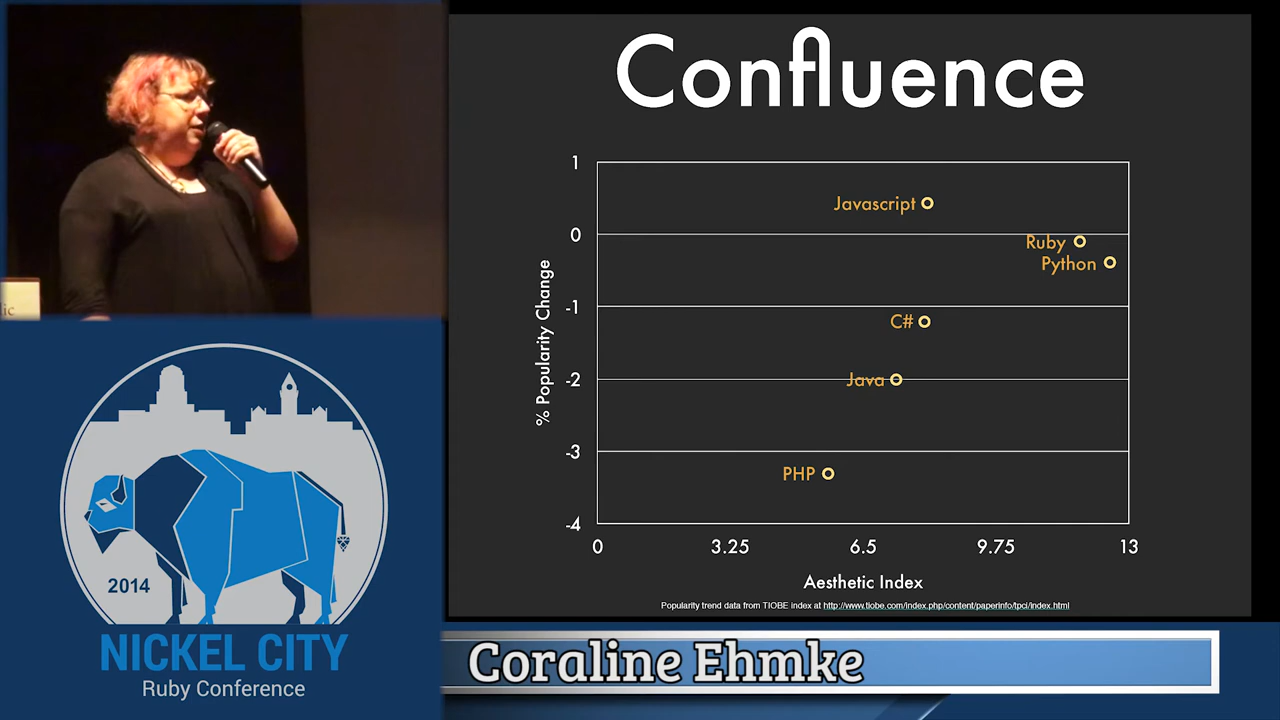 Confluence
1
0
-1
-2
-3
-4
% Popularity Change
Javascript
Ruby
Python
C#
Java
PHP
0 3.25 6.5 9.75 13
Aesthetic Index
Popularity trend data from TIOBE index at http://www.tiobe.com/index.php/content/paperinfo/tpci/index.html
lic
2014
NICKEL CITY
Ruby Conference
Coraline Ehmke